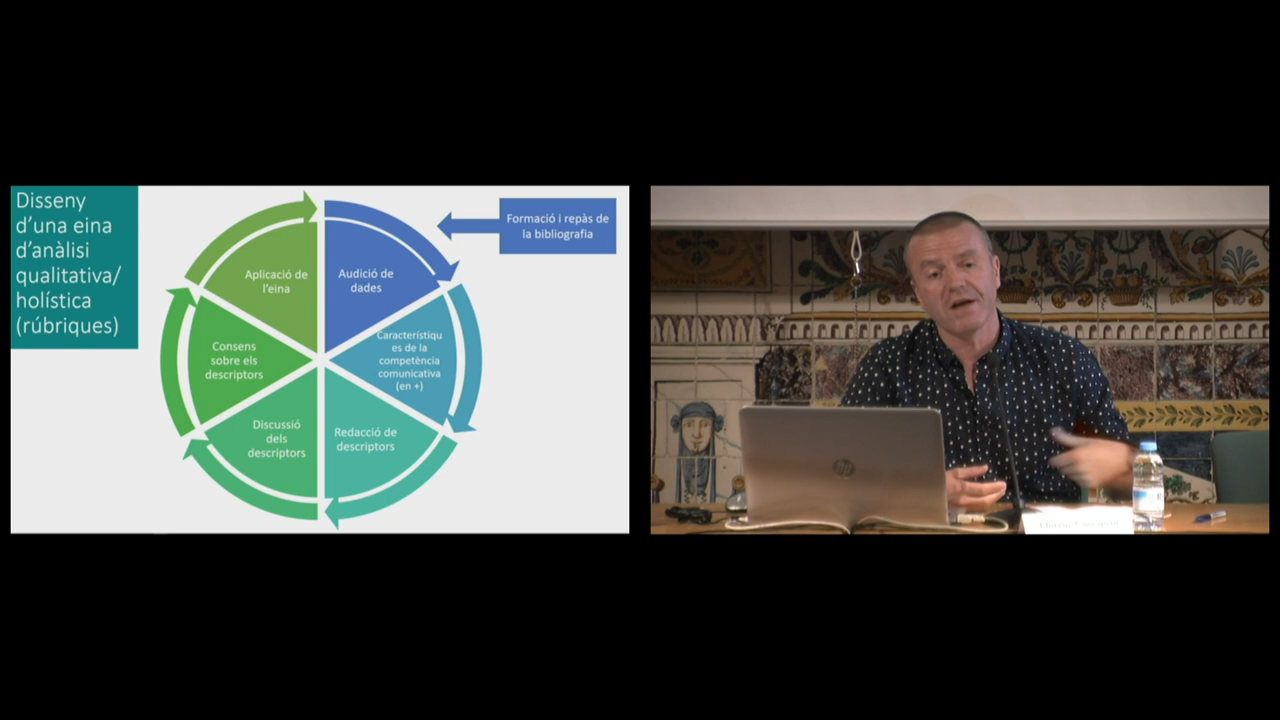 Disseny
d'una eina
d'anàlisi
qualitativa/
holística
(rúbriques)
Formació i repàs de
la bibliografia
Audició de
dades
Característiqu
es de la
competència
comunicativa
(en +)
Redacció de
descriptors
Discussió
dels
descriptors
Consens
sobre els
descriptors
Aplicació de
l'eina
hp